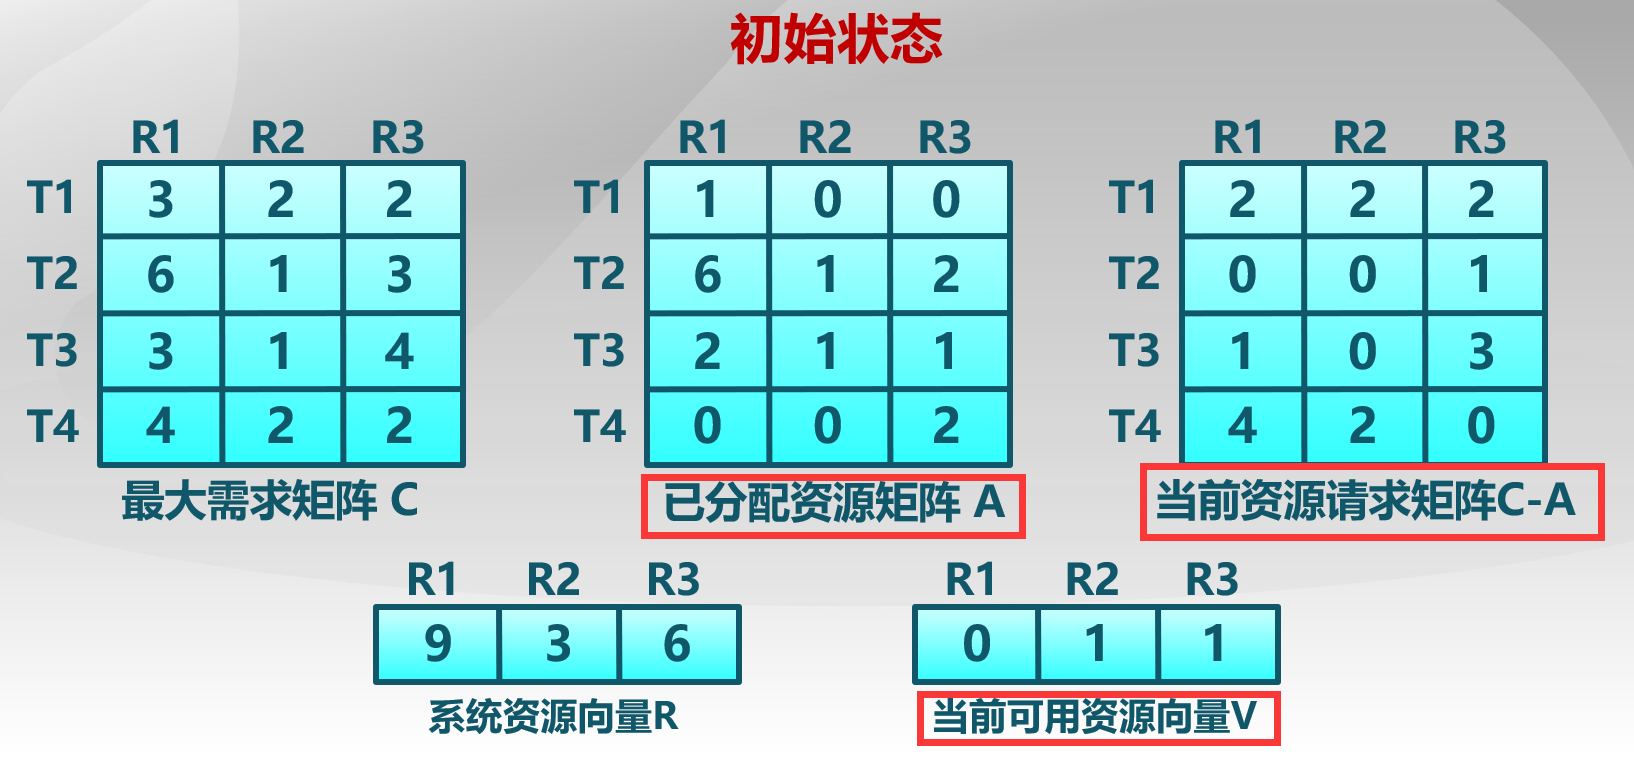 初始状态
R1 R2 R3
T1 3 2 2
T2 6 1 3
T3 3 1 4
T4 4 2 2
最大需求矩阵 C
R1 R2 R3
T1 1 0 0
T2 6 1 2
T3 2 1 1
T4 0 0 2
已分配资源矩阵 A
R1 R2 R3
T1 2 2 2
T2 0 0 1
T3 1 0 3
T4 4 2 0
当前资源请求矩阵C-A
R1 R2 R3
9 3 6
系统资源向量R
R1 R2 R3
0 1 1
当前可用资源向量V